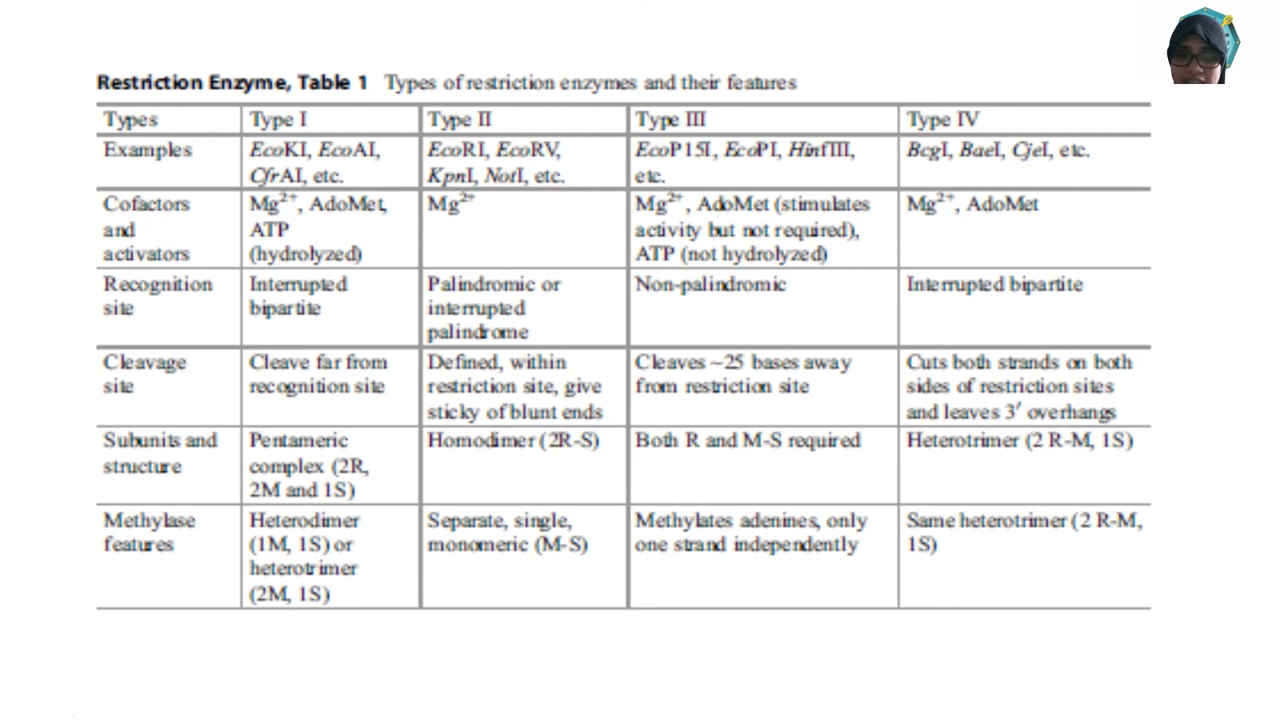 Restriction Enzyme, Table 1 Types of restriction enzymes and their features
Types Type I Type II Type III Type IV
Examples EcoKI, EcoAI, CfrAI, etc. EcoRI, EcoRV, KpnI, NotI, etc. EcoP15I, EcoPI, HinfIII, etc. BcgI, BaeI, CjeI, etc.
Cofactors and activators Mg²⁺, AdoMet, ATP (hydrolyzed) Mg²⁺ Mg²⁺, AdoMet (stimulates activity but not required), ATP (not hydrolyzed) Mg²⁺, AdoMet
Recognition site Interrupted bipartite Palindromic or interrupted palindrome Non-palindromic Interrupted bipartite
Cleavage site Cleave far from recognition site Defined, within restriction site, give sticky of blunt ends Cleaves ~25 bases away from restriction site Cuts both strands on both sides of restriction sites and leaves 3′ overhangs
Subunits and structure Pentameric complex (2R, 2M and 1S) Homodimer (2R-S) Both R and M-S required Heterotrimer (2 R-M, 1S)
Methylase features Heterodimer (1M, 1S) or heterotrimer (2M, 1S) Separate, single, monomeric (M-S) Methylates adenines, only one strand independently Same heterotrimer (2 R-M, 1S)